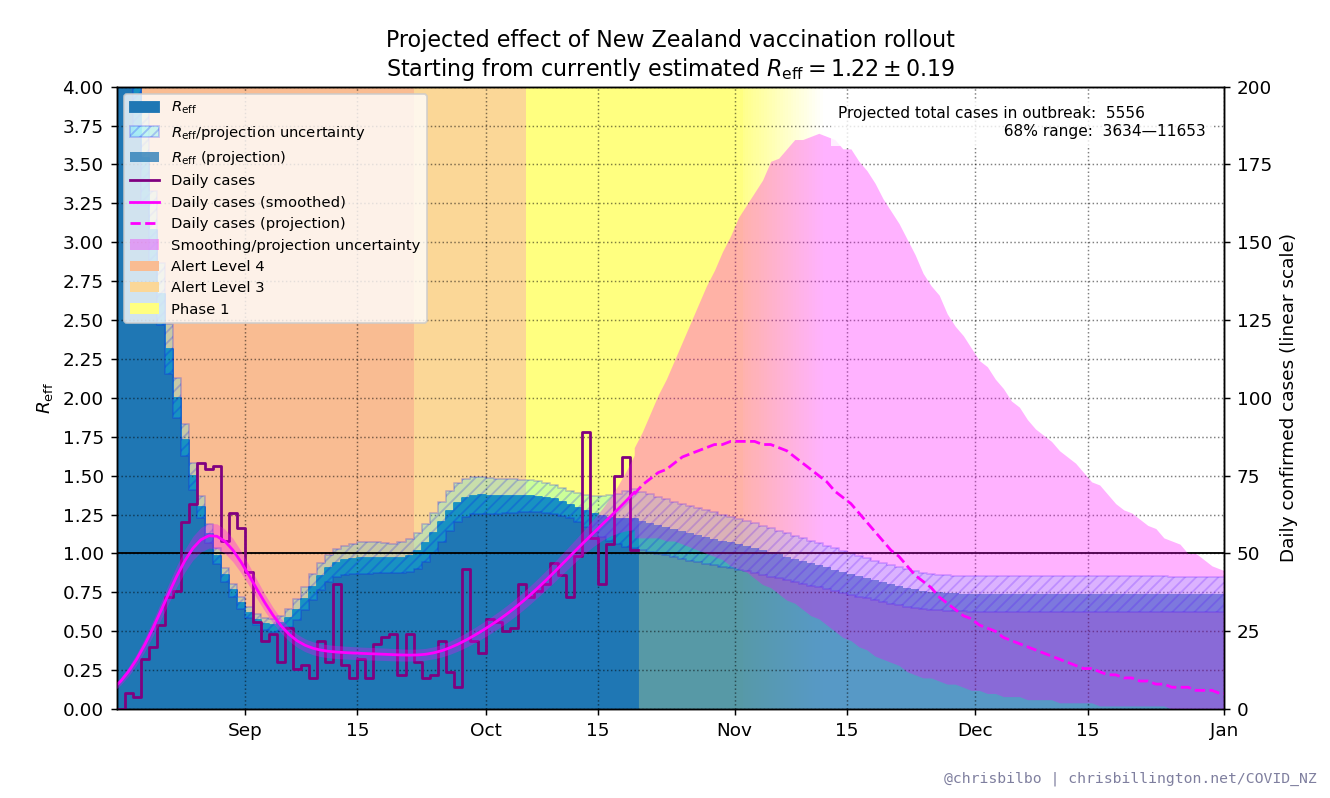 Projected effect of New Zealand vaccination rollout
Starting from currently estimated R_eff = 1.22 ± 0.19
4.00
3.75
3.50
3.25
3.00
2.75
2.50
2.25
2.00
1.75
1.50
1.25
1.00
0.75
0.50
0.25
0.00
R_eff
R_eff
R_eff/projection uncertainty
R_eff (projection)
Daily cases
Daily cases (smoothed)
Daily cases (projection)
Smoothing/projection uncertainty
Alert Level 4
Alert Level 3
Phase 1
Projected total cases in outbreak: 5556
68% range: 3634—11653
200
175
150
125
100
75
50
25
0
Daily confirmed cases (linear scale)
Sep 15 Oct 15 Nov 15 Dec 15 Jan
@chrisbilbo | chrisbillington.net/COVID_NZ